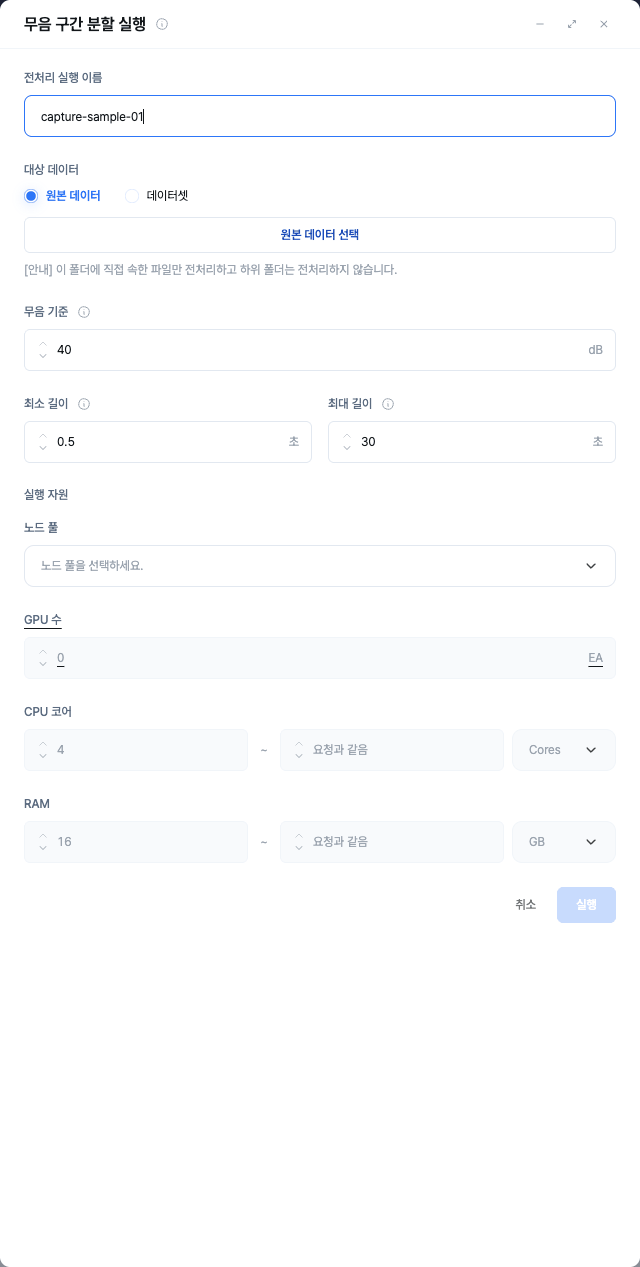 무음 구간 분할 실행
전처리 실행 이름
capture-sample-01
대상 데이터
원본 데이터 데이터셋
원본 데이터 선택
[안내] 이 폴더에 직접 속한 파일만 전처리하고 하위 폴더는 전처리하지 않습니다.
무음 기준
40 dB
최소 길이 최대 길이
0.5 초 30 초
실행 자원
노드 풀
노드 풀을 선택하세요.
GPU 수
0 EA
CPU 코어
4 ~ 요청과 같음 Cores
RAM
16 ~ 요청과 같음 GB
취소 실행